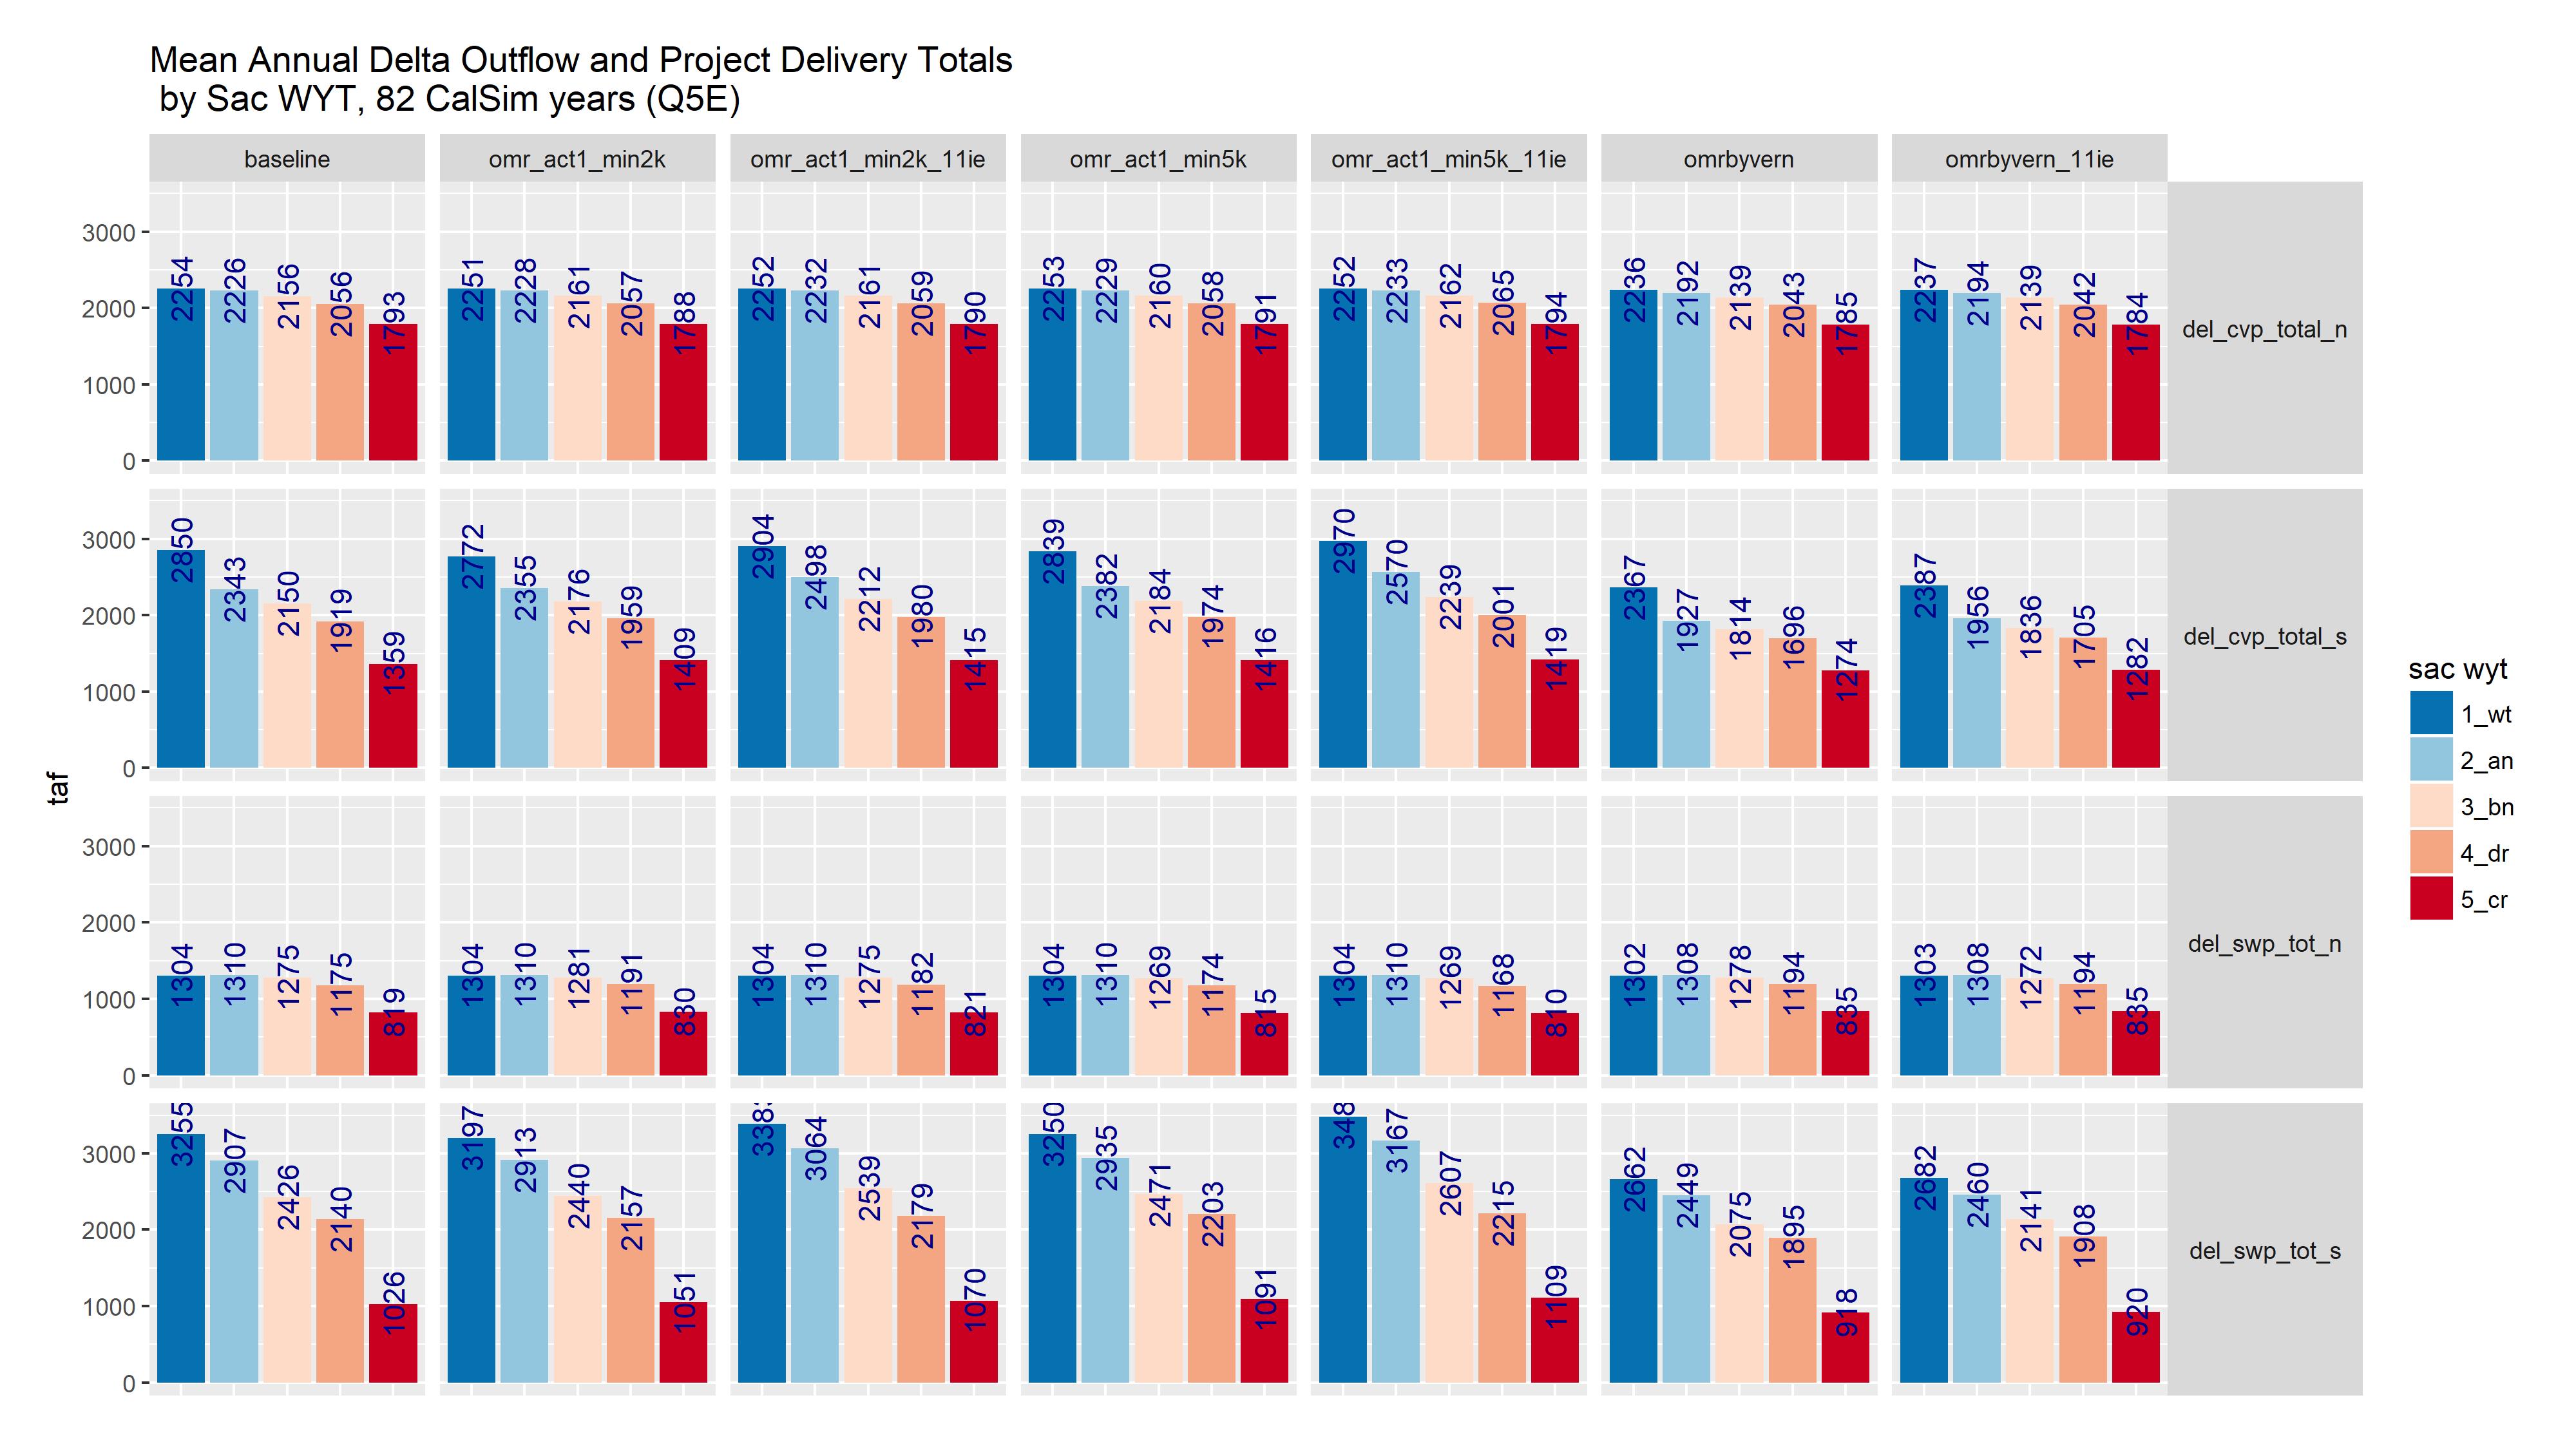 Mean Annual Delta Outflow and Project Delivery Totals
by Sac WYT, 82 CalSim years (Q5E)
baseline omr_act1_min2k omr_act1_min2k_11ie omr_act1_min5k omr_act1_min5k_11ie omrbyvern omrbyvern_11ie
3000
2000
1000
0
2254 2226 2156 2056 1793
2251 2228 2161 2057 1788
2252 2232 2161 2059 1790
2253 2229 2160 2058 1791
2252 2233 2162 2065 1794
2236 2192 2139 2043 1785
2237 2194 2139 2042 1784
del_cvp_total_n
3000
2000
1000
0
2850 2343 2150 1919 1359
2772 2355 2176 1959 1409
2904 2498 2212 1980 1415
2839 2382 2184 1974 1416
2970 2570 2239 2001 1419
2367 1927 1814 1696 1274
2387 1956 1836 1705 1282
del_cvp_total_s
3000
2000
1000
0
1304 1310 1275 1175 819
1304 1310 1281 1191 830
1304 1310 1275 1182 821
1304 1310 1269 1174 815
1304 1310 1269 1168 810
1302 1308 1278 1194 835
1303 1308 1272 1194 835
del_swp_tot_n
3000
2000
1000
0
3255 2907 2426 2140 1026
3197 2913 2440 2157 1051
3064 2539 2179 1070
3250 2935 2471 2203 1091
3167 2607 2215 1109
2662 2449 2075 1895 918
2682 2460 2141 1908 920
del_swp_tot_s
taf
sac wyt
1_wt
2_an
3_bn
4_dr
5_cr